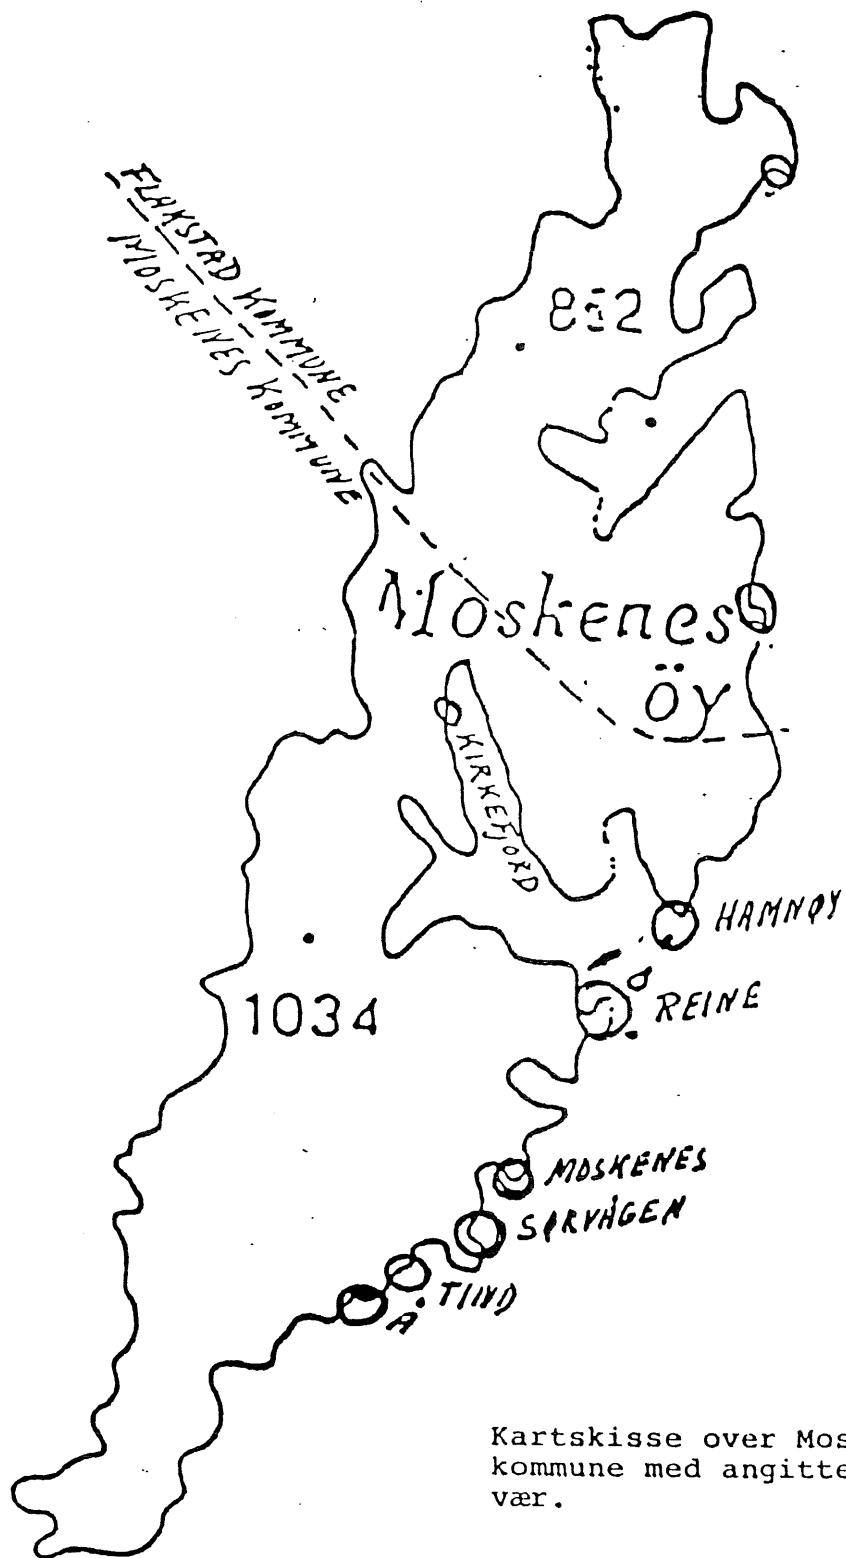 FLAKSTAD KOMMUNE
MOSKENES KOMMUNE
852
Moskenes
öy
KIRKEFJORD
HAMNØY
1034
REINE
MOSKENES
SØRVÅGEN
TIND
Å
Kartskisse over Mos
kommune med angitte
vær.